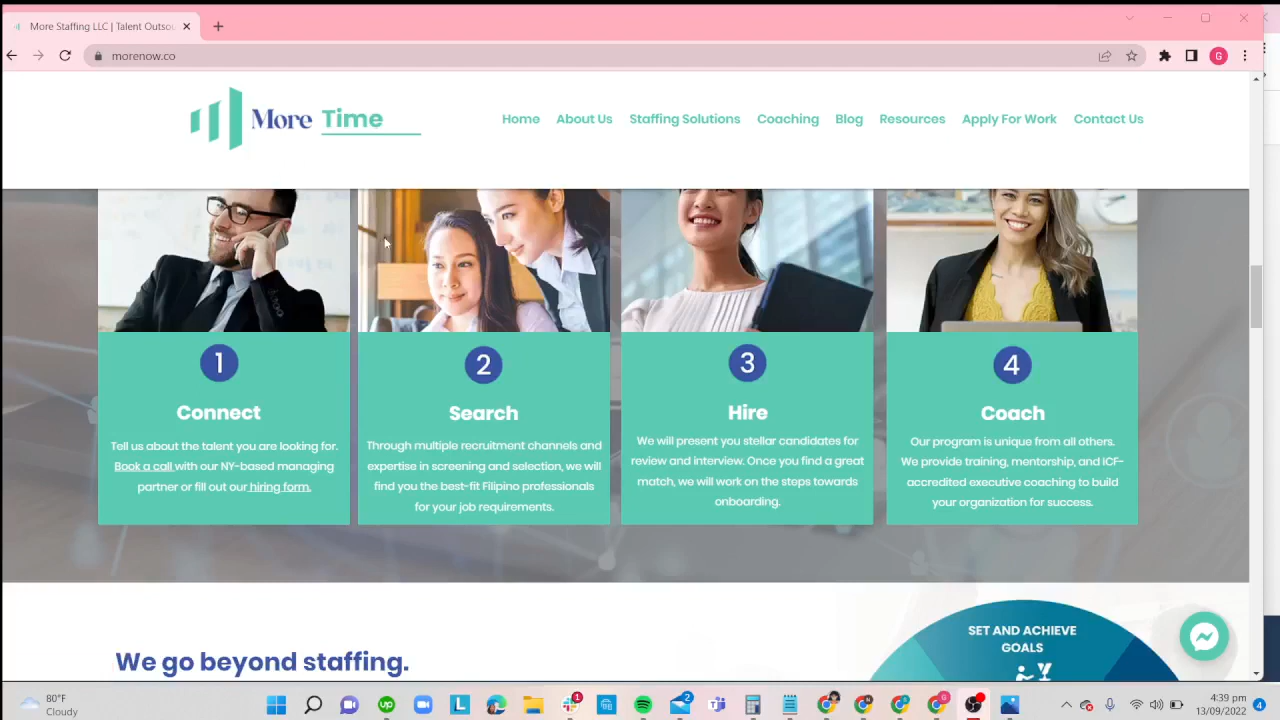 More Staffing LLC | Talent Outsou
morenow.co
G
More Time
Home About Us Staffing Solutions Coaching Blog Resources Apply For Work Contact Us
1
Connect
Tell us about the talent you are looking for.
Book a call with our NY-based managing
partner or fill out our hiring form.
2
Search
Through multiple recruitment channels and
expertise in screening and selection, we will
find you the best-fit Filipino professionals
for your job requirements.
3
Hire
We will present you stellar candidates for
review and interview. Once you find a great
match, we will work on the steps towards
onboarding.
4
Coach
Our program is unique from all others.
We provide training, mentorship, and ICF-
accredited executive coaching to build
your organization for success.
We go beyond staffing.
SET AND ACHIEVE
GOALS
80°F
Cloudy
up
L
1
2
G
4:39 pm
13/09/2022
4